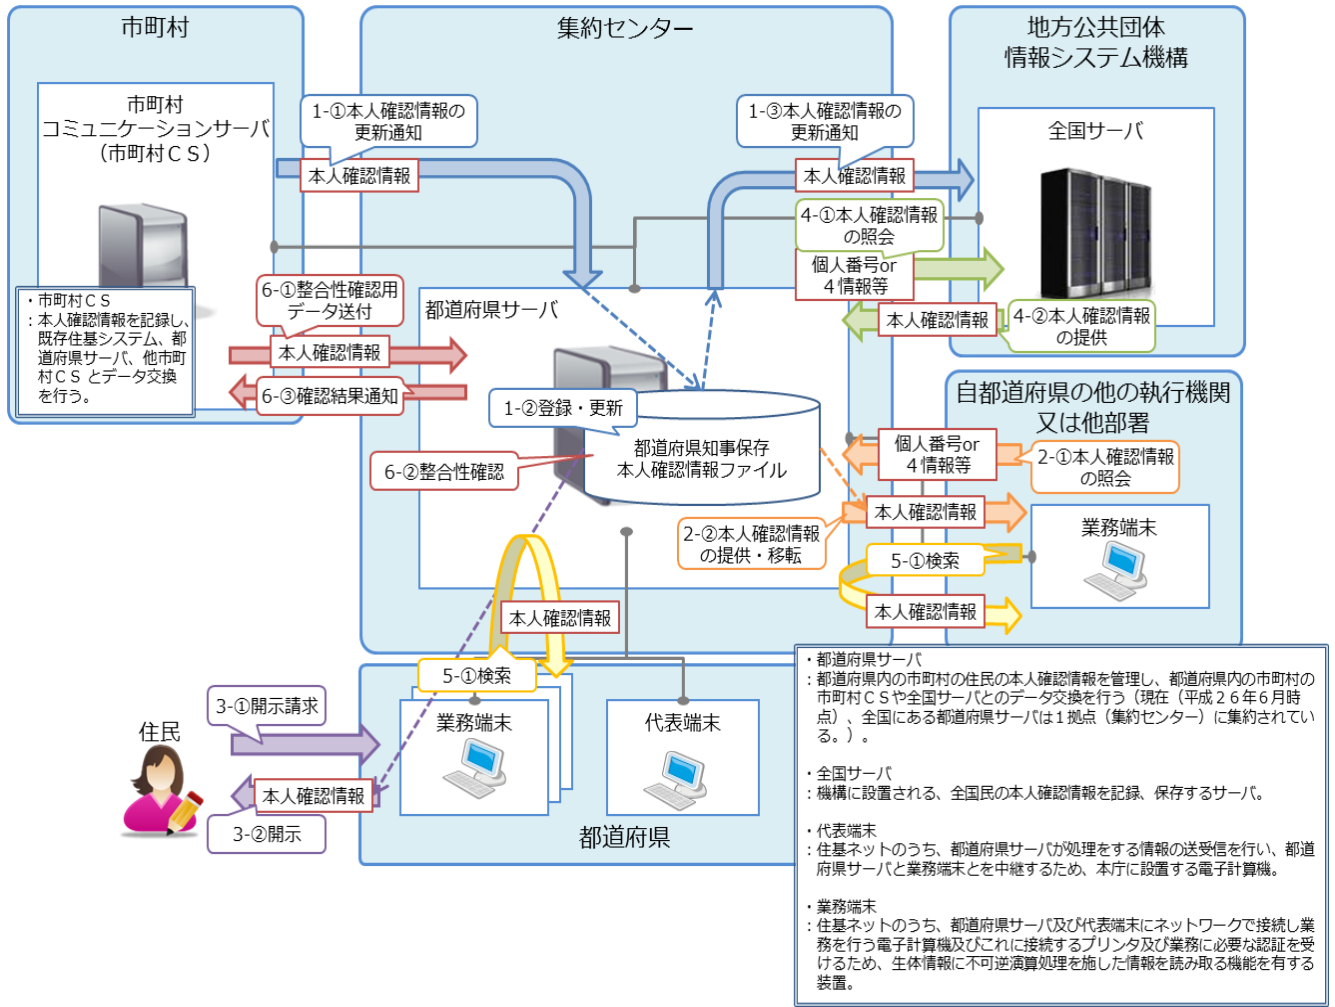 市町村
集約センター
地方公共団体
情報システム機構
市町村
コミュニケーションサーバ
（市町村ＣＳ）
1-①本人確認情報の
更新通知
本人確認情報
1-③本人確認情報の
更新通知
本人確認情報
全国サーバ
4-①本人確認情報
の照会
個人番号or
４情報等
本人確認情報
4-②本人確認情報
の提供
・市町村ＣＳ
：本人確認情報を記録し、
既存住基システム、都
道府県サーバ、他市町
村ＣＳ とデータ交換
を行う。
6-①整合性確認用
データ送付
本人確認情報
6-③確認結果通知
都道府県サーバ
1-②登録・更新
都道府県知事保存
本人確認情報ファイル
6-②整合性確認
自都道府県の他の執行機関
又は他部署
個人番号or
４情報等
2-①本人確認情報
の照会
本人確認情報
2-②本人確認情報
の提供・移転
業務端末
5-①検索
本人確認情報
本人確認情報
5-①検索
業務端末
代表端末
都道府県
住民
3-①開示請求
本人確認情報
3-②開示
・都道府県サーバ
：都道府県内の市町村の住民の本人確認情報を管理し、都道府県内の市町村の
市町村ＣＳや全国サーバとのデータ交換を行う（現在（平成２６年６月時
点）、全国にある都道府県サーバは１拠点（集約センター）に集約されてい
る。）。
・全国サーバ
：機構に設置される、全国民の本人確認情報を記録、保存するサーバ。
・代表端末
：住基ネットのうち、都道府県サーバが処理をする情報の送受信を行い、都道
府県サーバと業務端末とを中継するため、本庁に設置する電子計算機。
・業務端末
：住基ネットのうち、都道府県サーバ及び代表端末にネットワークで接続し業
務を行う電子計算機及びこれに接続するプリンタ及び業務に必要な認証を受
けるため、生体情報に不可逆演算処理を施した情報を読み取る機能を有する
装置。